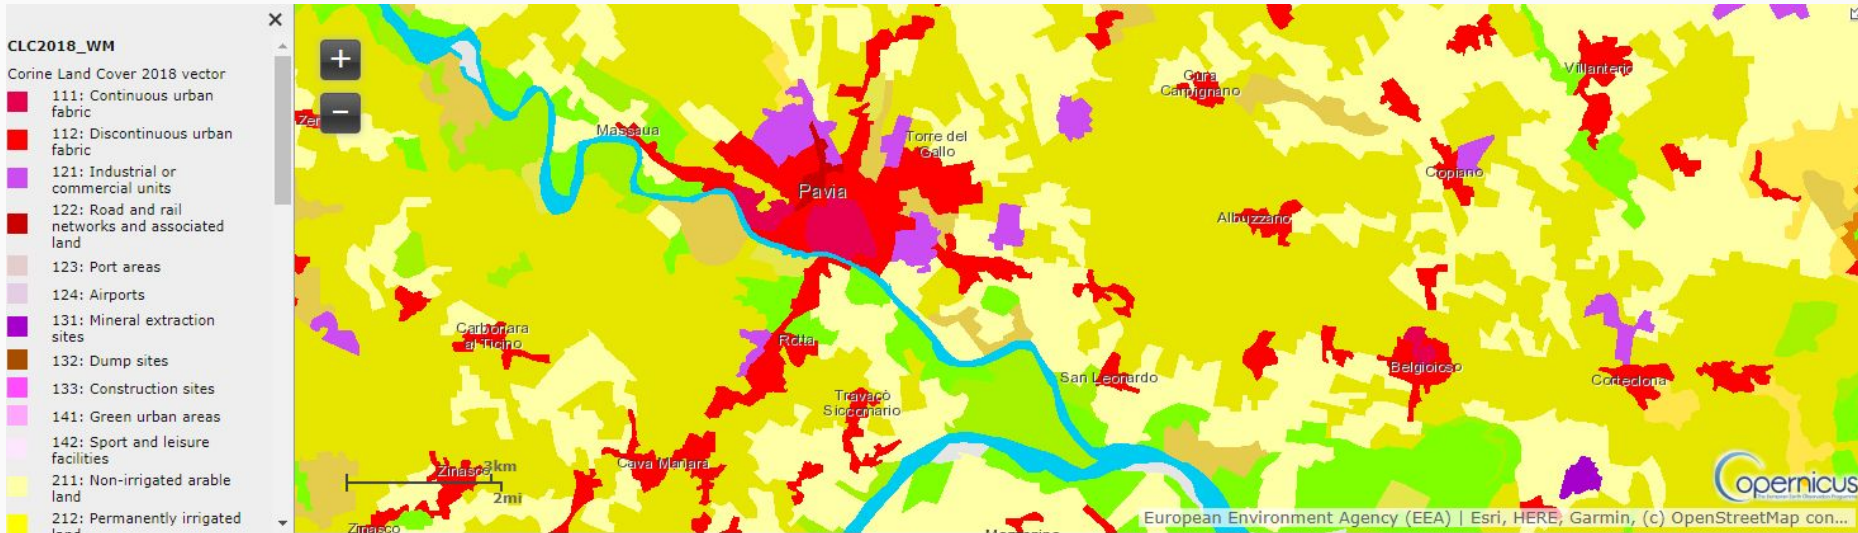 CLC2018_WM
Corine Land Cover 2018 vector
111: Continuous urban
fabric
112: Discontinuous urban
fabric
121: Industrial or
commercial units
122: Road and rail
networks and associated
land
123: Port areas
124: Airports
131: Mineral extraction
sites
132: Dump sites
133: Construction sites
141: Green urban areas
142: Sport and leisure
facilities
211: Non-irrigated arable
land
212: Permanently irrigated
land
+
−
Massaua
Torre del
Gallo
Pavia
Cura
Carpignano
Villanterio
Copiano
Albuzzano
Carbonara
al Ticino
Rotta
Travacò
Siccomario
San Leonardo
Belgioioso
Corteolona
Zinasco
Cava Manara
3km
2mi
Zinasco
Copernicus
European Environment Agency (EEA) | Esri, HERE, Garmin, (c) OpenStreetMap con...